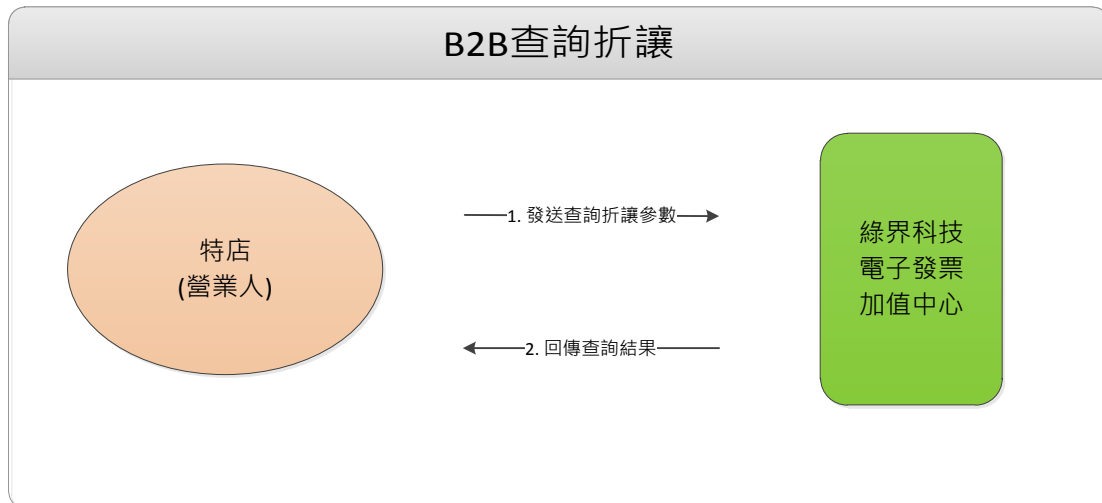 B2B查詢折讓
特店
(營業人)
1. 發送查詢折讓參數
綠界科技
電子發票
加值中心
2. 回傳查詢結果